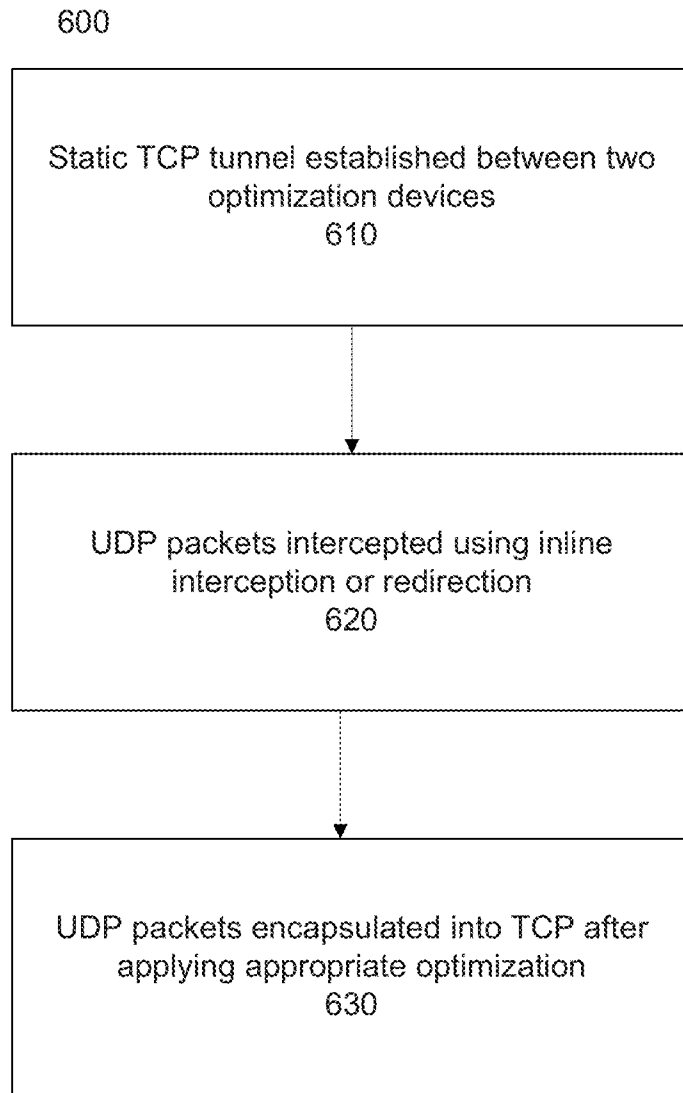 600
Static TCP tunnel established between two
optimization devices
610
UDP packets intercepted using inline
interception or redirection
620
UDP packets encapsulated into TCP after
applying appropriate optimization
630